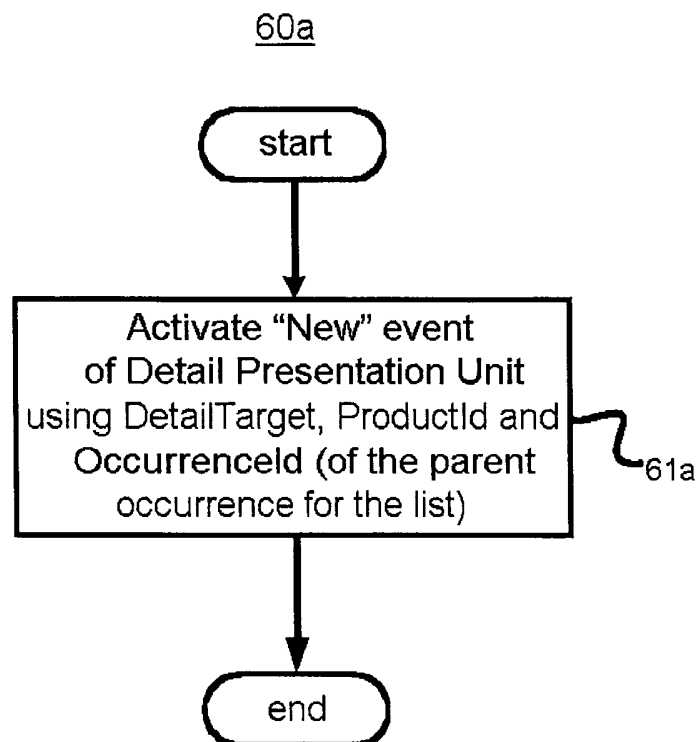 60a
start
Activate “New” event
of Detail Presentation Unit
using DetailTarget, ProductId and
OccurrenceId (of the parent
occurrence for the list)
61a
end